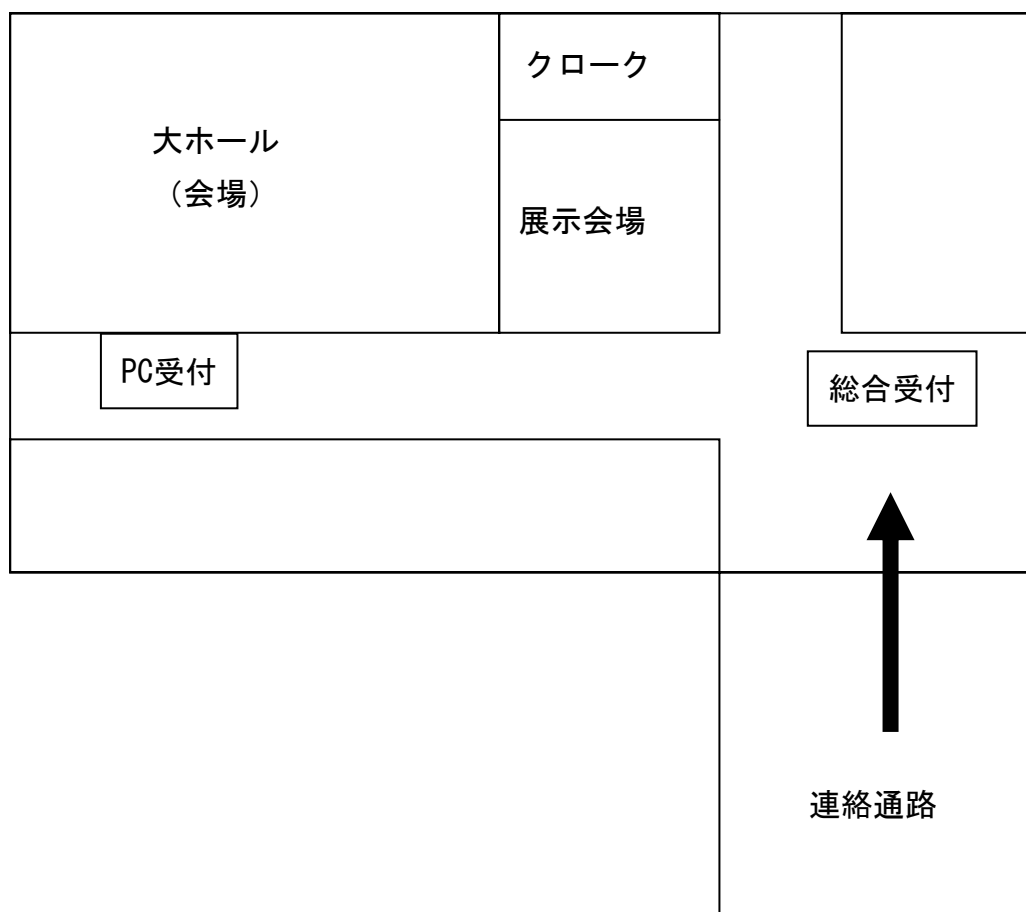 クローク
大ホール
（会場）
展示会場
PC受付
総合受付
連絡通路